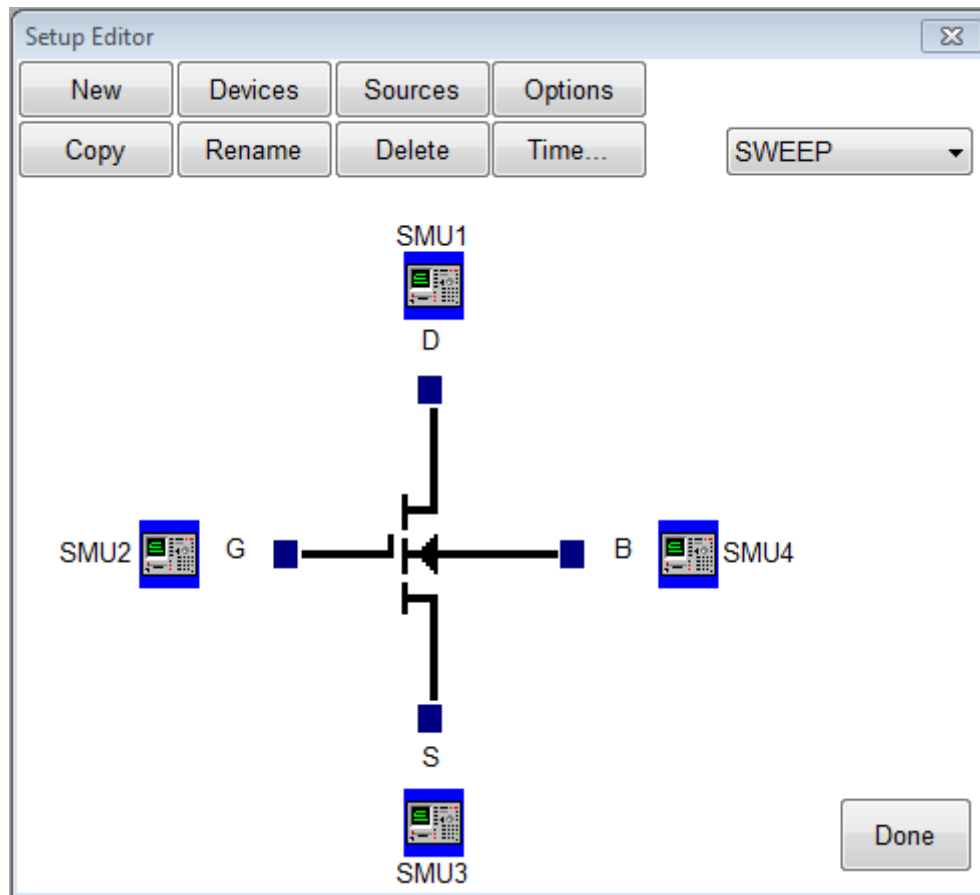 Setup Editor
New Devices Sources Options
Copy Rename Delete Time... SWEEP
SMU1
D
SMU2 G B SMU4
S
SMU3
Done